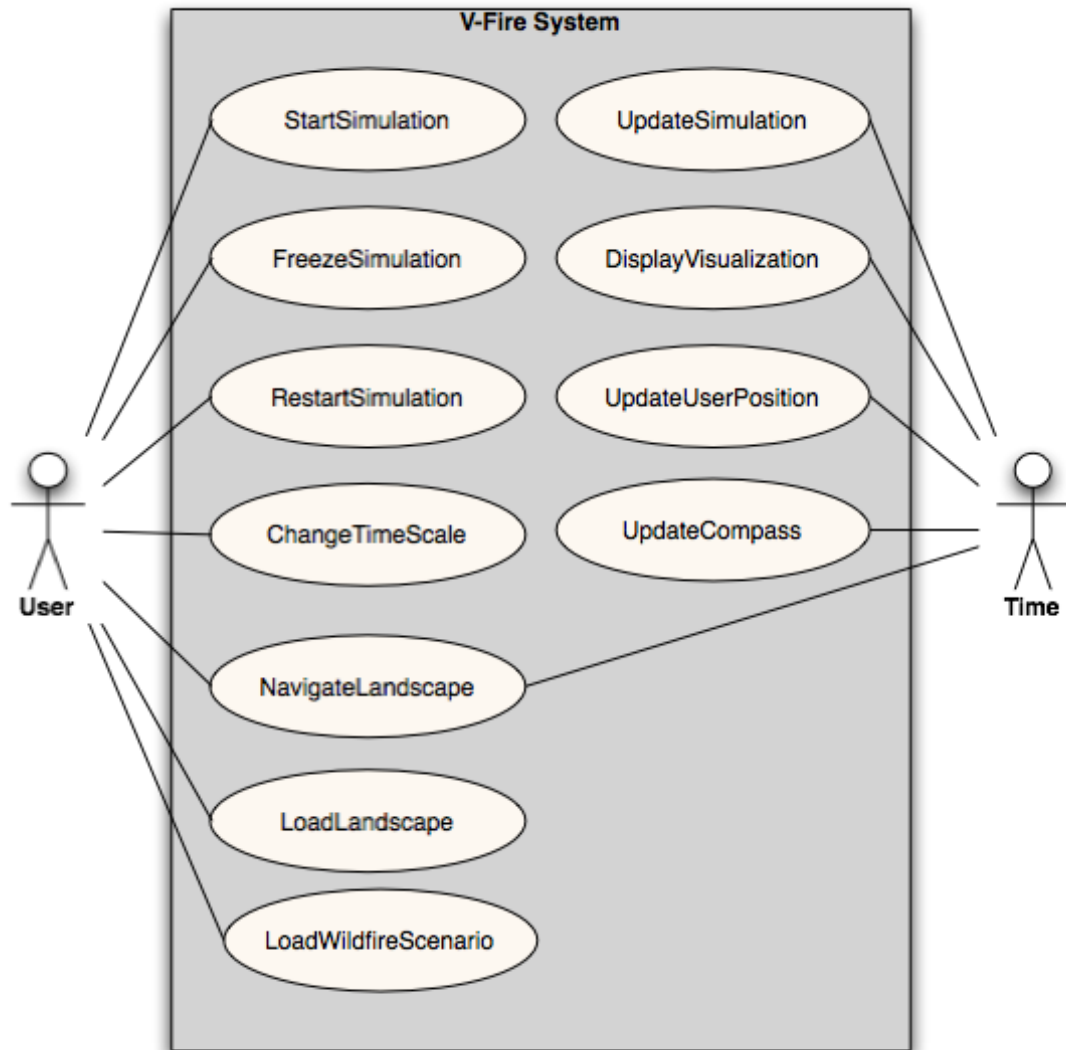 V-Fire System
StartSimulation
UpdateSimulation
FreezeSimulation
DisplayVisualization
RestartSimulation
UpdateUserPosition
ChangeTimeScale
UpdateCompass
User
Time
NavigateLandscape
LoadLandscape
LoadWildfireScenario